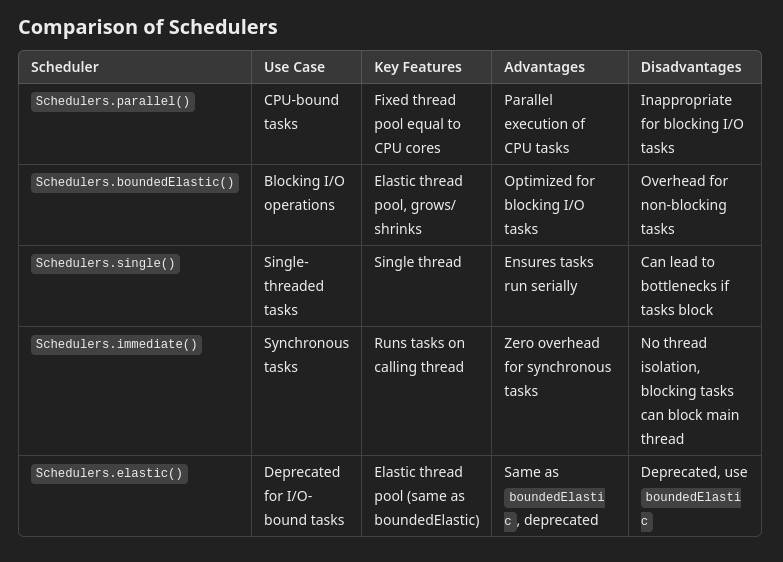 Comparison of Schedulers
Scheduler Use Case Key Features Advantages Disadvantages
Schedulers.parallel() CPU-bound Fixed thread Parallel Inappropriate
tasks pool equal to execution of for blocking I/O
CPU cores CPU tasks tasks
Schedulers.boundedElastic() Blocking I/O Elastic thread Optimized for Overhead for
operations pool, grows/ blocking I/O non-blocking
shrinks tasks tasks
Schedulers.single() Single- Single thread Ensures tasks Can lead to
threaded run serially bottlenecks if
tasks tasks block
Schedulers.immediate() Synchronous Runs tasks on Zero overhead No thread
tasks calling thread for synchronous isolation,
tasks blocking tasks
can block main
thread
Schedulers.elastic() Deprecated Elastic thread Same as Deprecated, use
for I/O- pool (same as boundedElasti boundedElasti
bound tasks boundedElastic) c, deprecated c